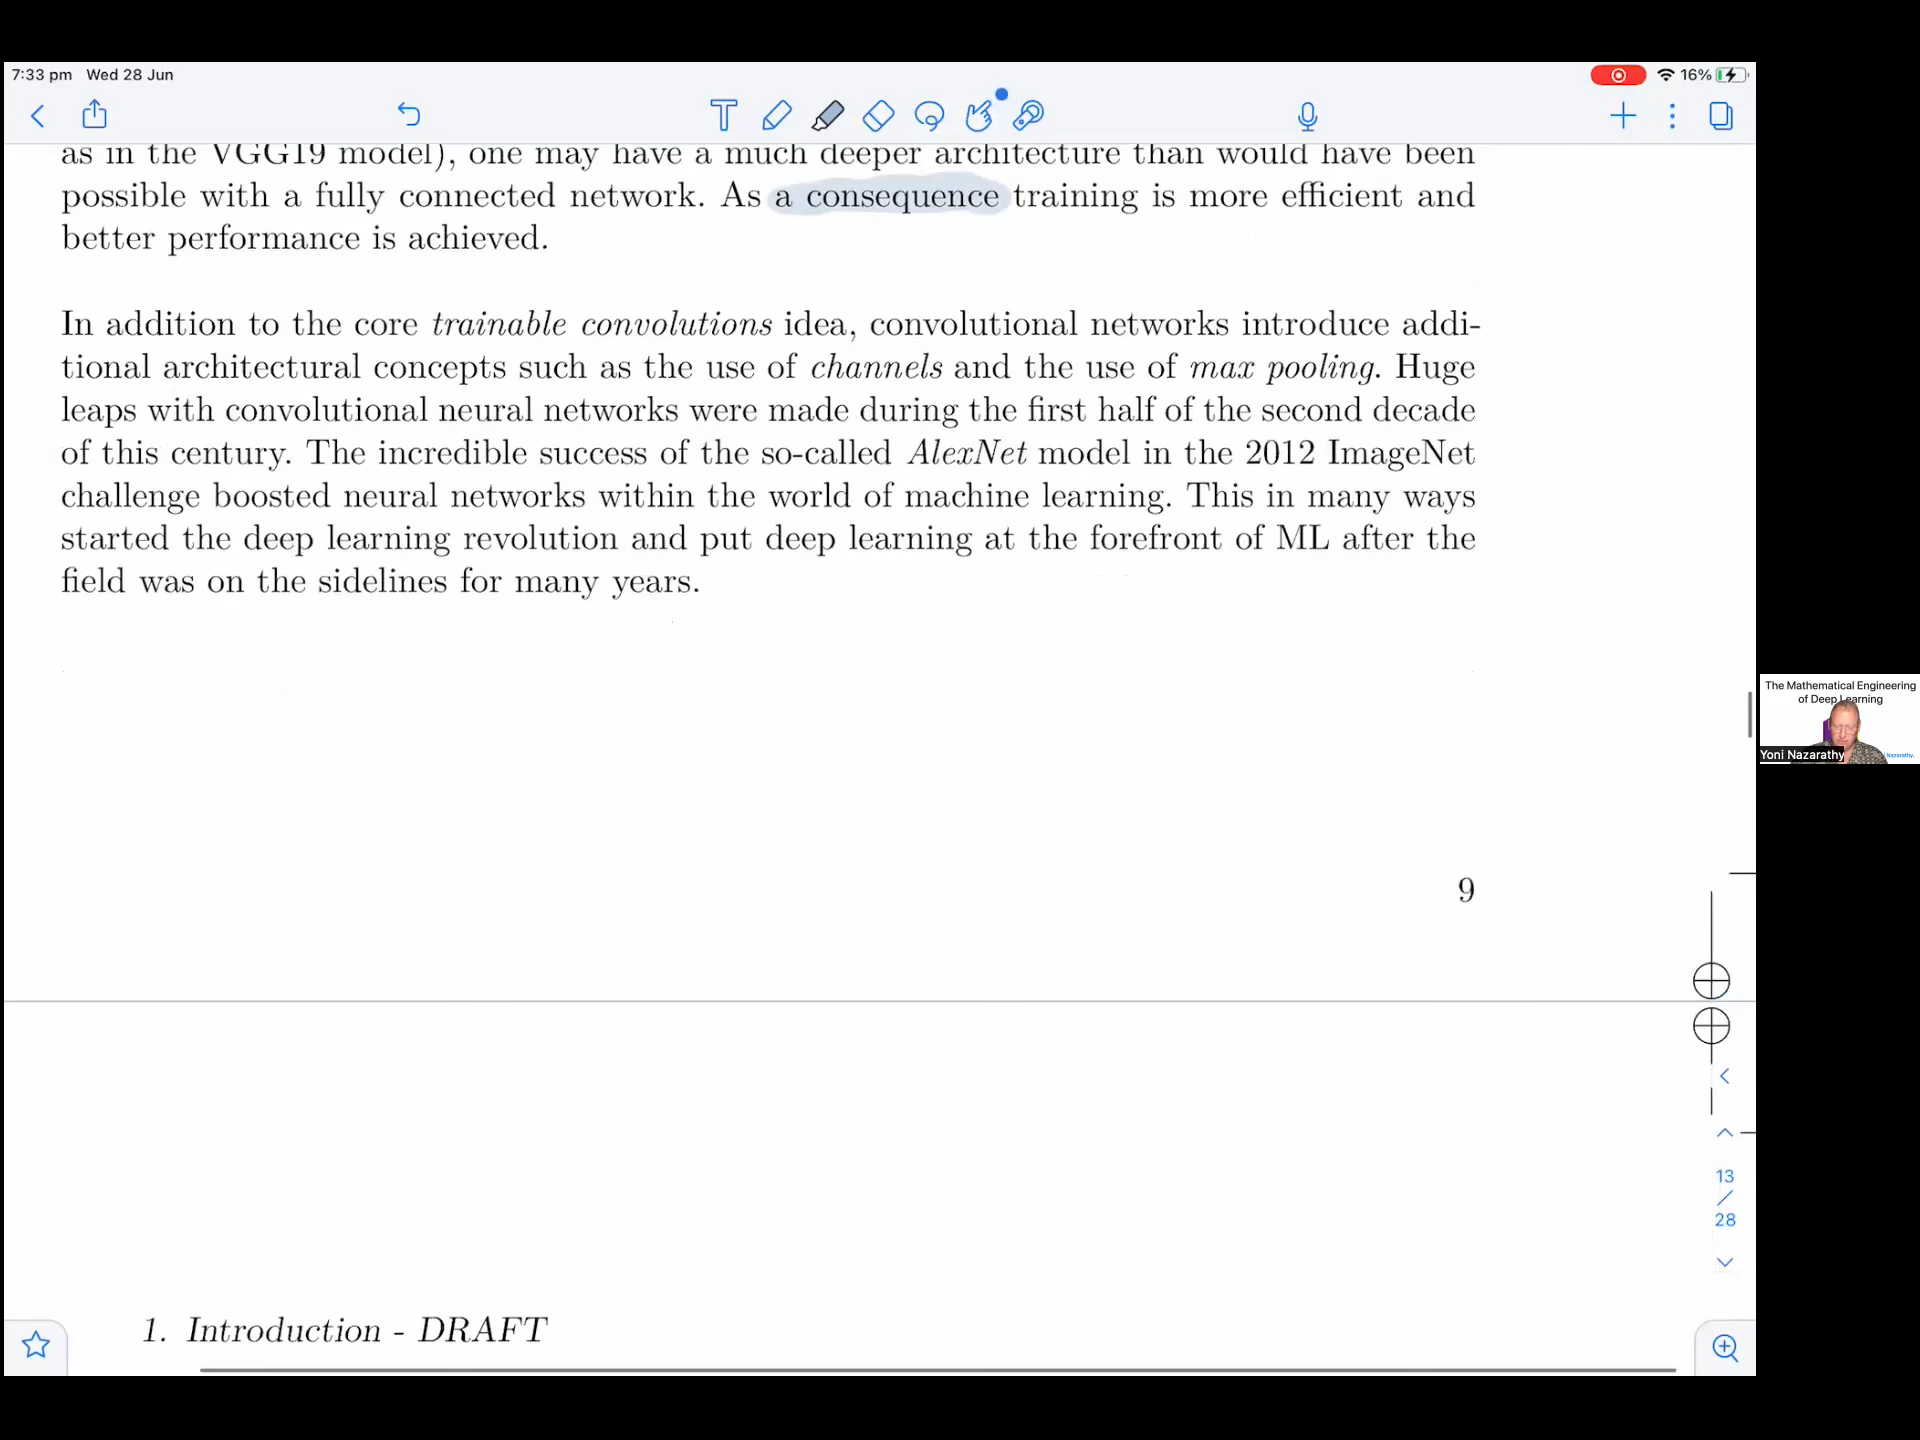 7:33 pm Wed 28 Jun
16%
as in the VGG19 model), one may have a much deeper architecture than would have been
possible with a fully connected network. As a consequence training is more efficient and
better performance is achieved.
In addition to the core trainable convolutions idea, convolutional networks introduce addi-
tional architectural concepts such as the use of channels and the use of max pooling. Huge
leaps with convolutional neural networks were made during the first half of the second decade
of this century. The incredible success of the so-called AlexNet model in the 2012 ImageNet
challenge boosted neural networks within the world of machine learning. This in many ways
started the deep learning revolution and put deep learning at the forefront of ML after the
field was on the sidelines for many years.
The Mathematical Engineering
of Deep Learning
Yoni Nazarathy
Nazarathy.
9
13
/
28
1. Introduction - DRAFT